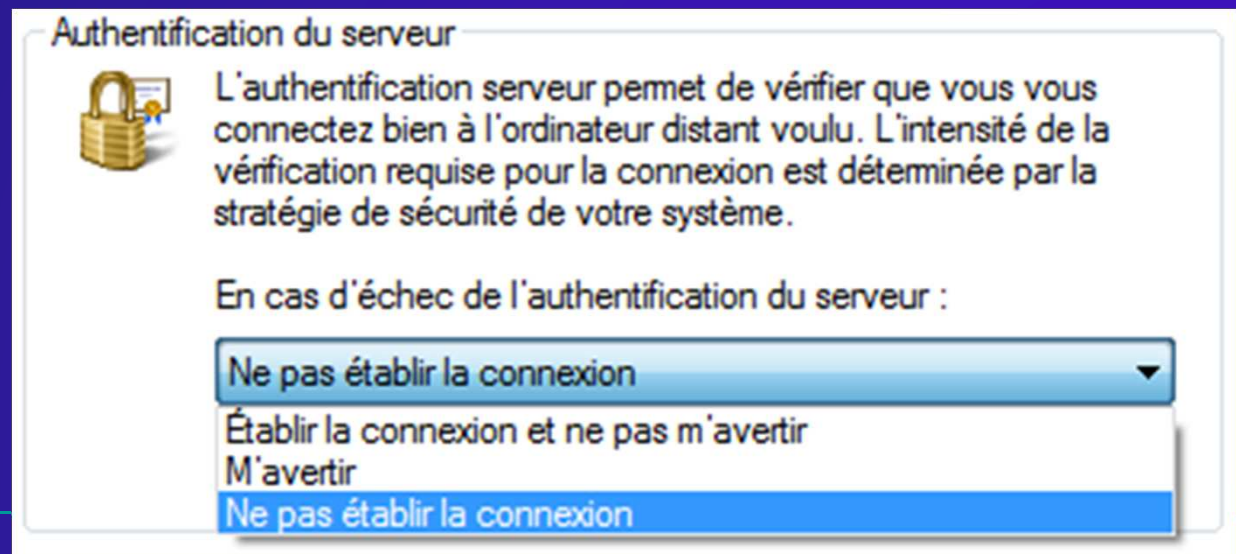 Authentification du serveur
L'authentification serveur permet de vérifier que vous vous
connectez bien à l'ordinateur distant voulu. L'intensité de la
vérification requise pour la connexion est déterminée par la
stratégie de sécurité de votre système.
En cas d'échec de l'authentification du serveur :
Ne pas établir la connexion
Établir la connexion et ne pas m'avertir
M'avertir
Ne pas établir la connexion